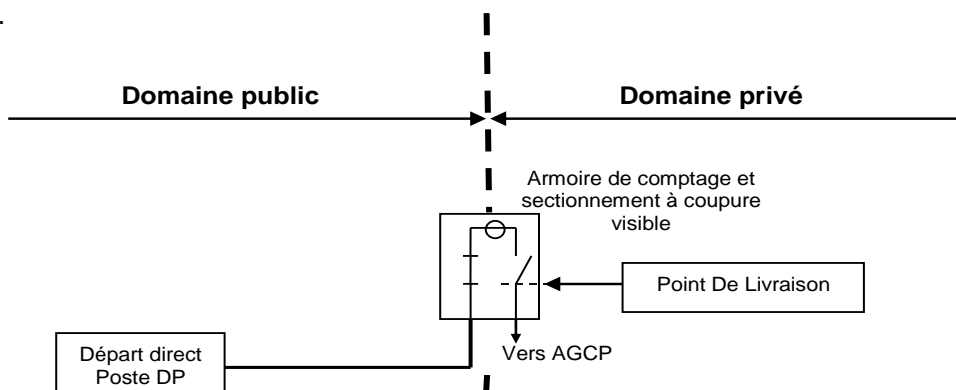 Domaine public
Domaine privé
Armoire de comptage et
sectionnement à coupure
visible
Point De Livraison
Vers AGCP
Départ direct
Poste DP